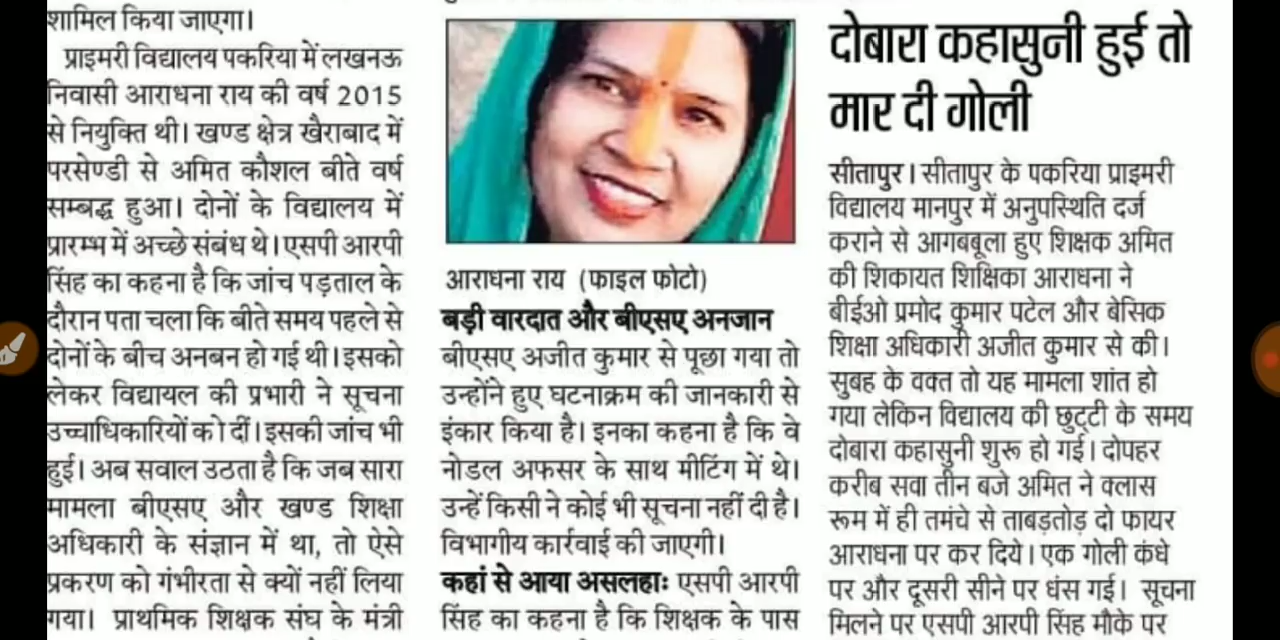 शामिल किया जाएगा।
प्राइमरी विद्यालय पकरिया में लखनऊ
निवासी आराधना राय की वर्ष 2015
से नियुक्ति थी। खण्ड क्षेत्र खैराबाद में
परसेण्डी से अमित कौशल बीते वर्ष
सम्बद्ध हुआ। दोनों के विद्यालय में
प्रारम्भ में अच्छे संबंध थे। एसपी आरपी
सिंह का कहना है कि जांच पड़ताल के
दौरान पता चला कि बीते समय पहले से
दोनों के बीच अनबन हो गई थी। इसको
लेकर विद्यायल की प्रभारी ने सूचना
उच्चाधिकारियों को दीं। इसकी जांच भी
हुई। अब सवाल उठता है कि जब सारा
मामला बीएसए और खण्ड शिक्षा
अधिकारी के संज्ञान में था, तो ऐसे
प्रकरण को गंभीरता से क्यों नहीं लिया
गया। प्राथमिक शिक्षक संघ के मंत्री
आराधना राय (फाइल फोटो)
बड़ी वारदात और बीएसए अनजान
बीएसए अजीत कुमार से पूछा गया तो
उन्होंने हुए घटनाक्रम की जानकारी से
इंकार किया है। इनका कहना है कि वे
नोडल अफसर के साथ मीटिंग में थे।
उन्हें किसी ने कोई भी सूचना नहीं दी है।
विभागीय कार्रवाई की जाएगी।
कहां से आया असलहाः एसपी आरपी
सिंह का कहना है कि शिक्षक के पास
दोबारा कहासुनी हुई तो
मार दी गोली
सीतापुर। सीतापुर के पकरिया प्राइमरी
विद्यालय मानपुर में अनुपस्थिति दर्ज
कराने से आगबबूला हुए शिक्षक अमित
की शिकायत शिक्षिका आराधना ने
बीईओ प्रमोद कुमार पटेल और बेसिक
शिक्षा अधिकारी अजीत कुमार से की।
सुबह के वक्त तो यह मामला शांत हो
गया लेकिन विद्यालय की छुट्टी के समय
दोबारा कहासुनी शुरू हो गई। दोपहर
करीब सवा तीन बजे अमित ने क्लास
रूम में ही तमंचे से ताबड़तोड़ दो फायर
आराधना पर कर दिये। एक गोली कंधे
पर और दूसरी सीने पर धंस गई। सूचना
मिलने पर एसपी आरपी सिंह मौके पर